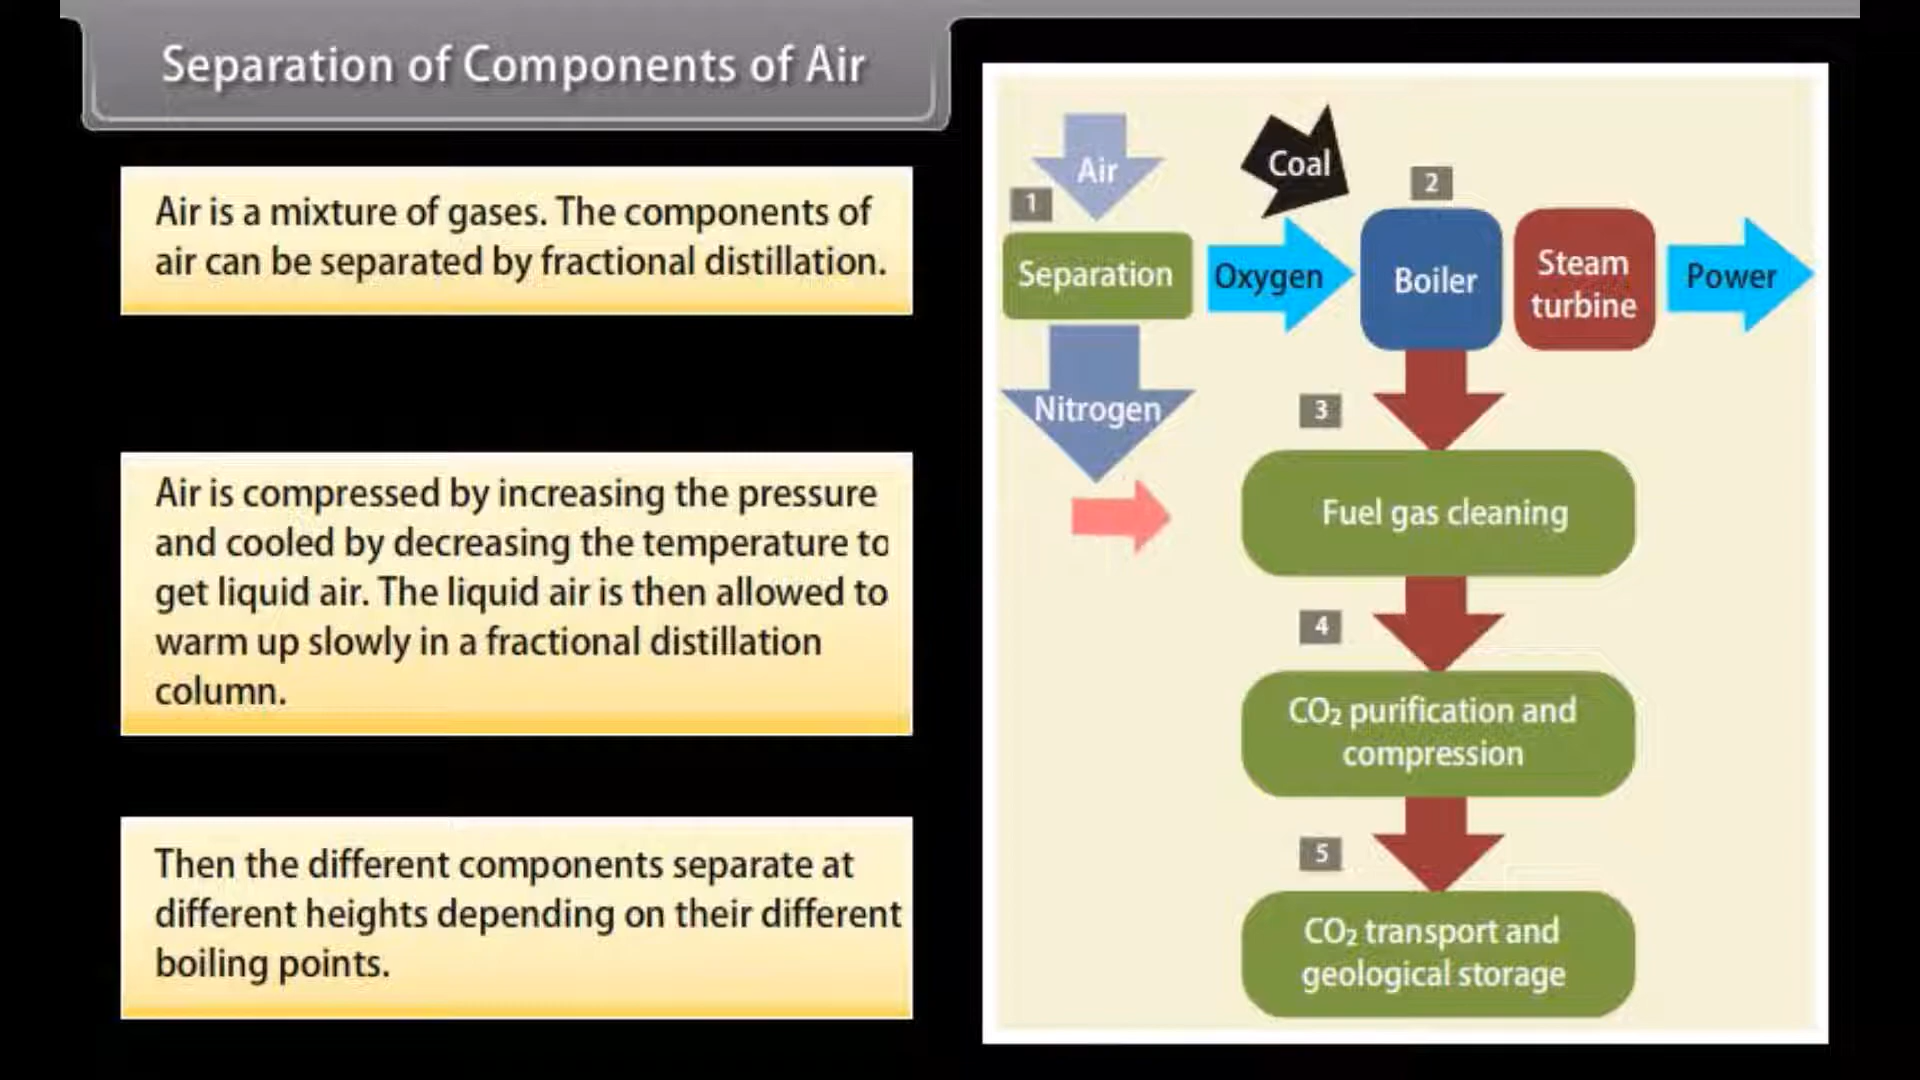 Separation of Components of Air
Air is a mixture of gases. The components of
air can be separated by fractional distillation.
Air is compressed by increasing the pressure
and cooled by decreasing the temperature to
get liquid air. The liquid air is then allowed to
warm up slowly in a fractional distillation
column.
Then the different components separate at
different heights depending on their different
boiling points.
Air
Coal
1
2
Separation
Oxygen
Boiler
Steam
turbine
Power
Nitrogen
3
Fuel gas cleaning
4
CO₂ purification and
compression
5
CO₂ transport and
geological storage